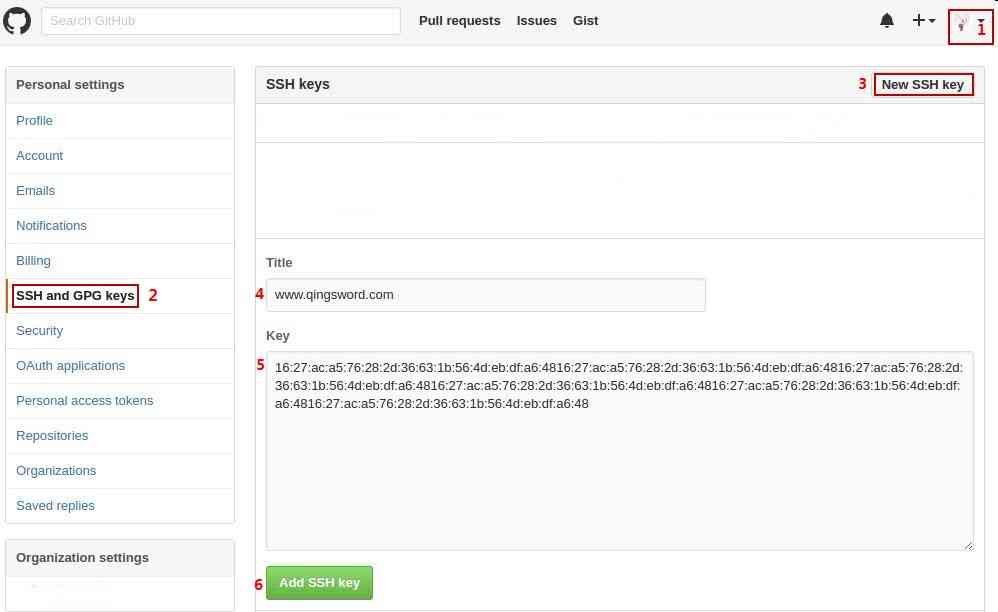 Search GitHub Pull requests Issues Gist
1
Personal settings
Profile
Account
Emails
Notifications
Billing
SSH and GPG keys 2
Security
OAuth applications
Personal access tokens
Repositories
Organizations
Saved replies
Organization settings
SSH keys 3 New SSH key
Title
4 www.qingsword.com
Key
5 16:27:ac:a5:76:28:2d:36:63:1b:56:4d:eb:df:a6:4816:27:ac:a5:76:28:2d:36:63:1b:56:4d:eb:df:a6:4816:27:ac:a5:76:28:2d:
36:63:1b:56:4d:eb:df:a6:4816:27:ac:a5:76:28:2d:36:63:1b:56:4d:eb:df:a6:4816:27:ac:a5:76:28:2d:36:63:1b:56:4d:eb:df:
a6:4816:27:ac:a5:76:28:2d:36:63:1b:56:4d:eb:df:a6:48
6 Add SSH key